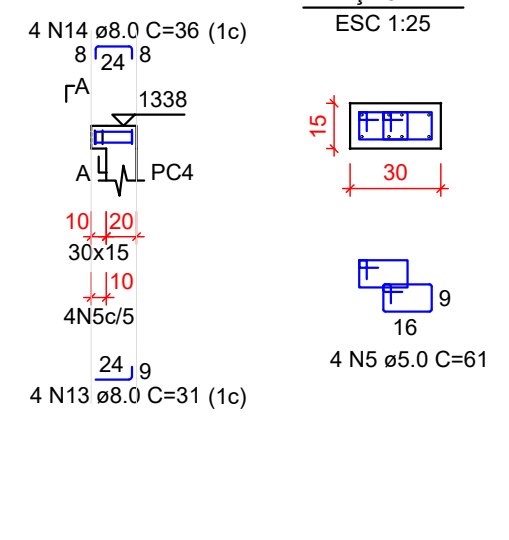 4 N14 ø8.0 C=36 (1c)
8 24 8
A
1338
A PC4
10 20
30x15
10
4N5c/5
24 9
4 N13 ø8.0 C=31 (1c)
ESC 1:25
15
30
9
16
4 N5 ø5.0 C=61